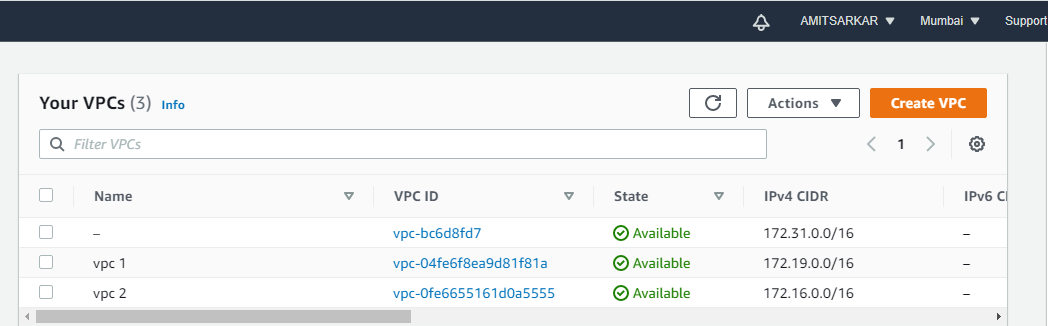 AMITSARKAR Mumbai Support
Your VPCs (3) Info Actions Create VPC
Filter VPCs 1
Name VPC ID State IPv4 CIDR IPv6 CI
– vpc-bc6d8fd7 Available 172.31.0.0/16 –
vpc 1 vpc-04fe6f8ea9d81f81a Available 172.19.0.0/16 –
vpc 2 vpc-0fe6655161d0a5555 Available 172.16.0.0/16 –